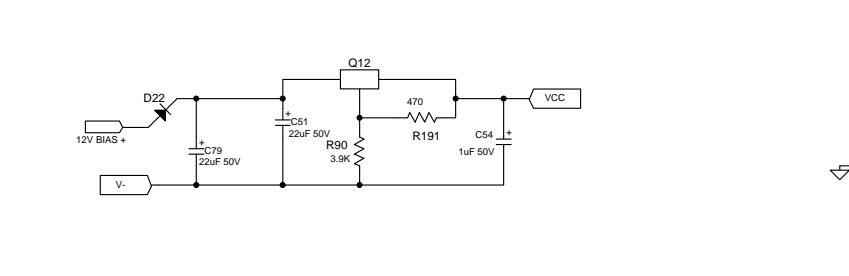 Q12
D22
470
VCC
+
C51
22uF 50V
R191
12V BIAS +
+
C79
22uF 50V
R90
3.9K
C54
+
1uF 50V
V-